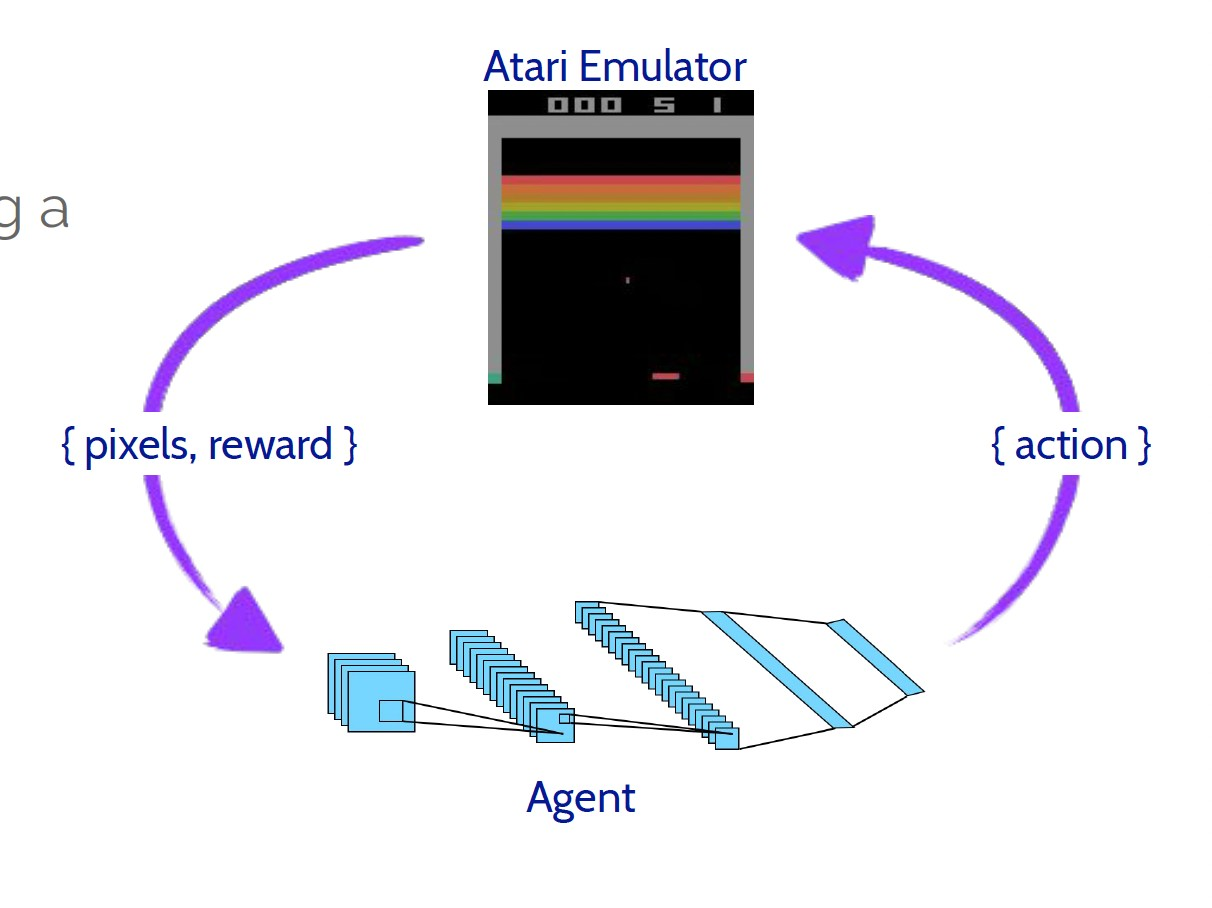 Atari Emulator
000 5 1
g a
{ pixels, reward }
{ action }
Agent